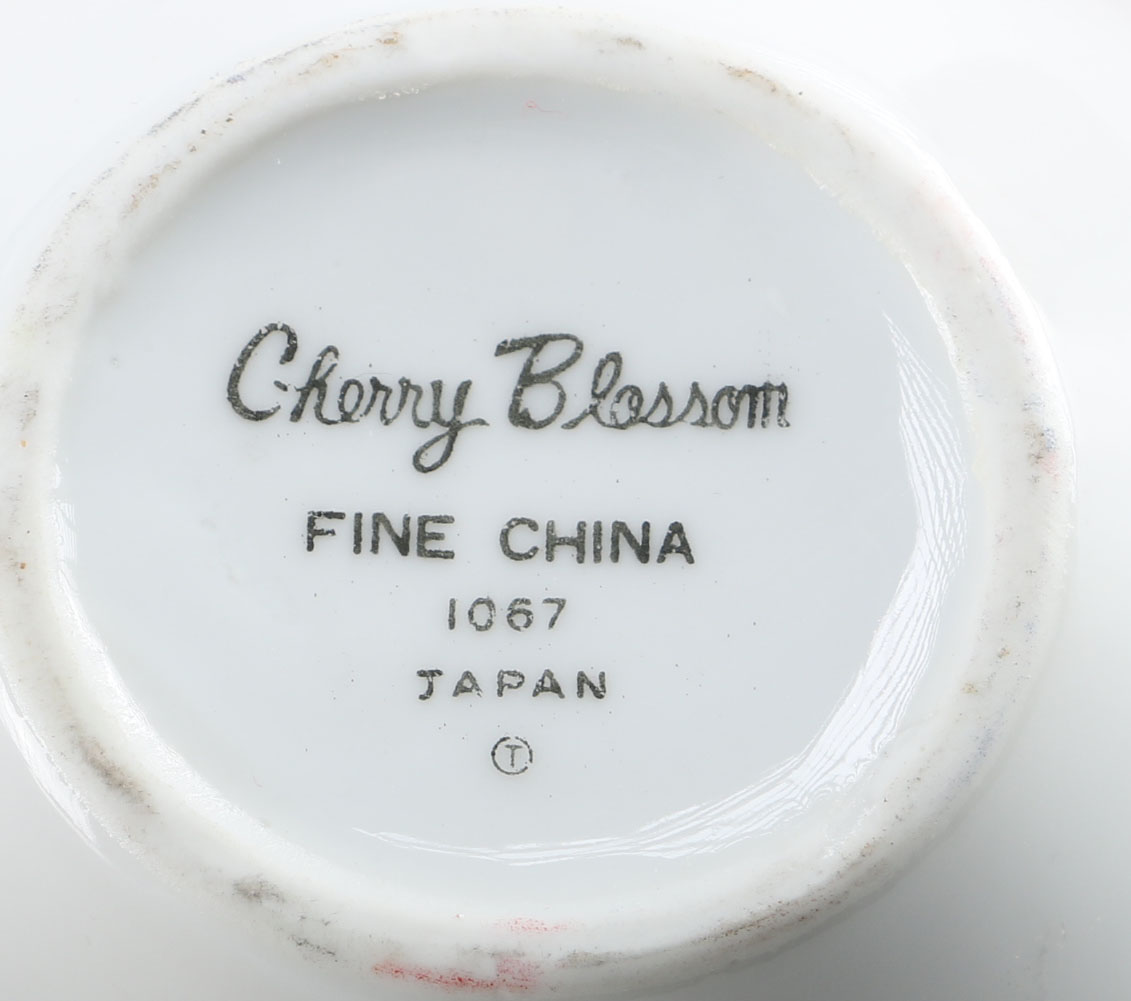 Cherry Blossom
FINE CHINA
1067
JAPAN
T